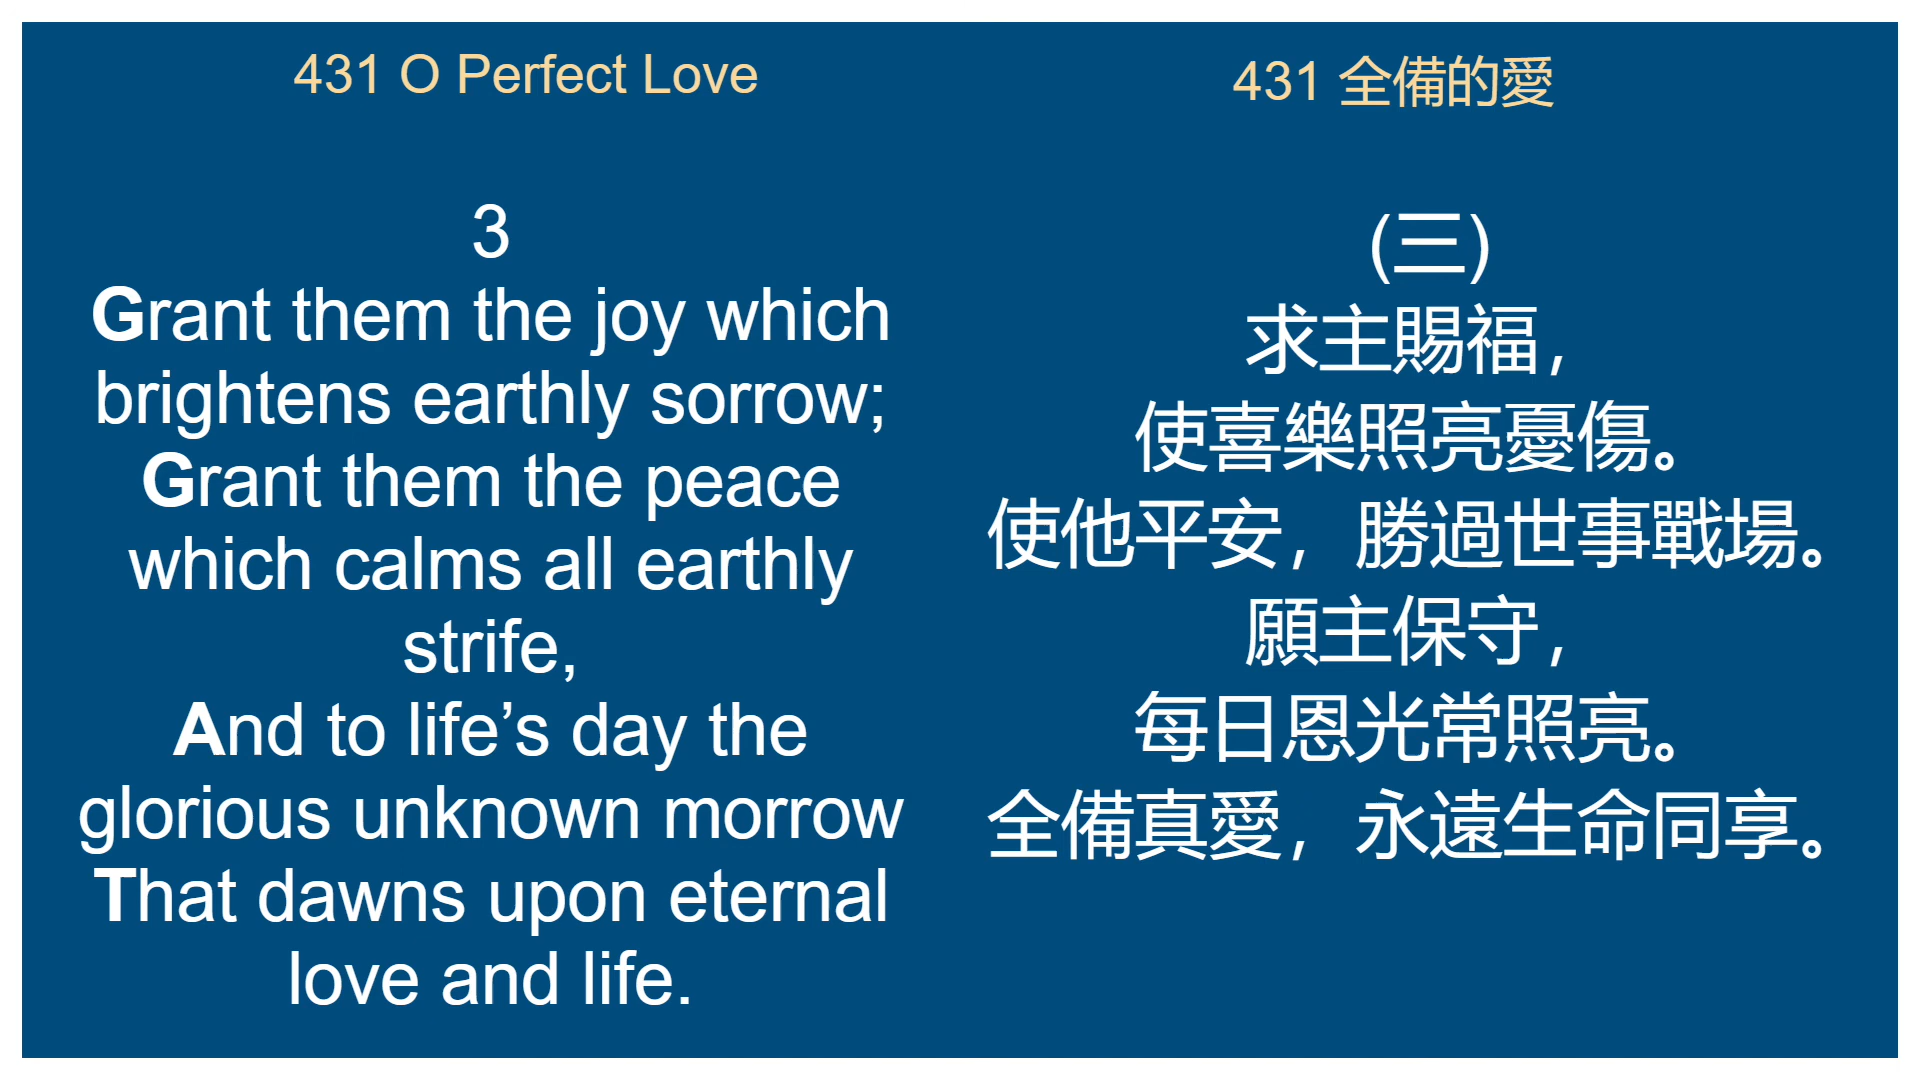 431 O Perfect Love
3
Grant them the joy which
brightens earthly sorrow;
Grant them the peace
which calms all earthly
strife,
And to life’s day the
glorious unknown morrow
That dawns upon eternal
love and life.
431 全備的愛
(三)
求主賜福，
使喜樂照亮憂傷。
使他平安，勝過世事戰場。
願主保守，
每日恩光常照亮。
全備真愛，永遠生命同享。